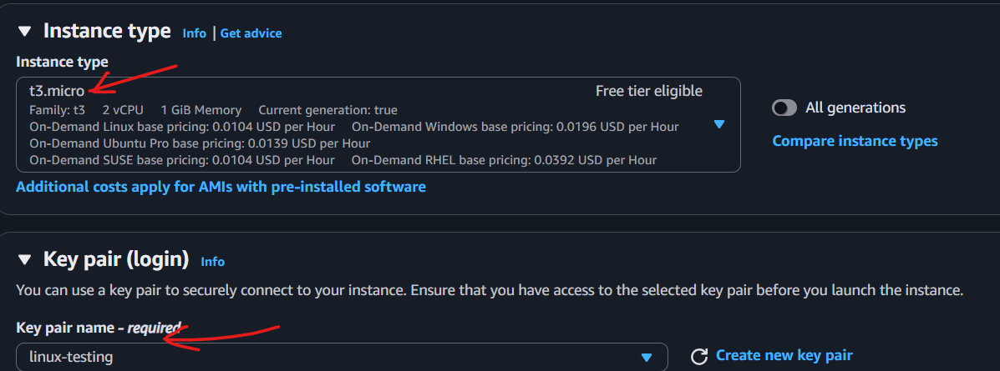 Instance type Info | Get advice
Instance type
t3.micro Free tier eligible
Family: t3 2 vCPU 1 GiB Memory Current generation: true
On-Demand Linux base pricing: 0.0104 USD per Hour On-Demand Windows base pricing: 0.0196 USD per Hour
On-Demand Ubuntu Pro base pricing: 0.0139 USD per Hour
On-Demand SUSE base pricing: 0.0104 USD per Hour On-Demand RHEL base pricing: 0.0392 USD per Hour
All generations
Compare instance types
Additional costs apply for AMIs with pre-installed software
Key pair (login) Info
You can use a key pair to securely connect to your instance. Ensure that you have access to the selected key pair before you launch the instance.
Key pair name - required
linux-testing
Create new key pair